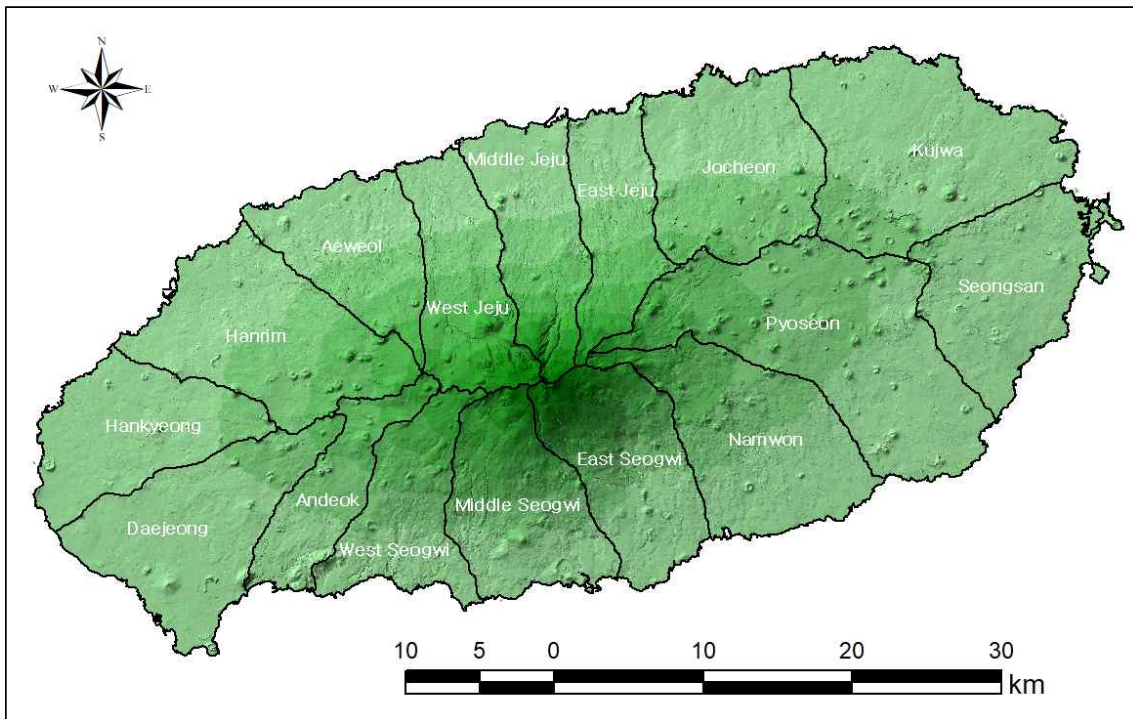 N
W E
S
Middle Jeju
Kujwa
East Jeju
Jocheon
Aeweol
West Jeju
Seongsan
Hanrim
Pyoseon
Hankyeong
Namwon
East Seogwi
Andeok
Middle Seogwi
Daejeong
West Seogwi
10 5 0 10 20 30
km